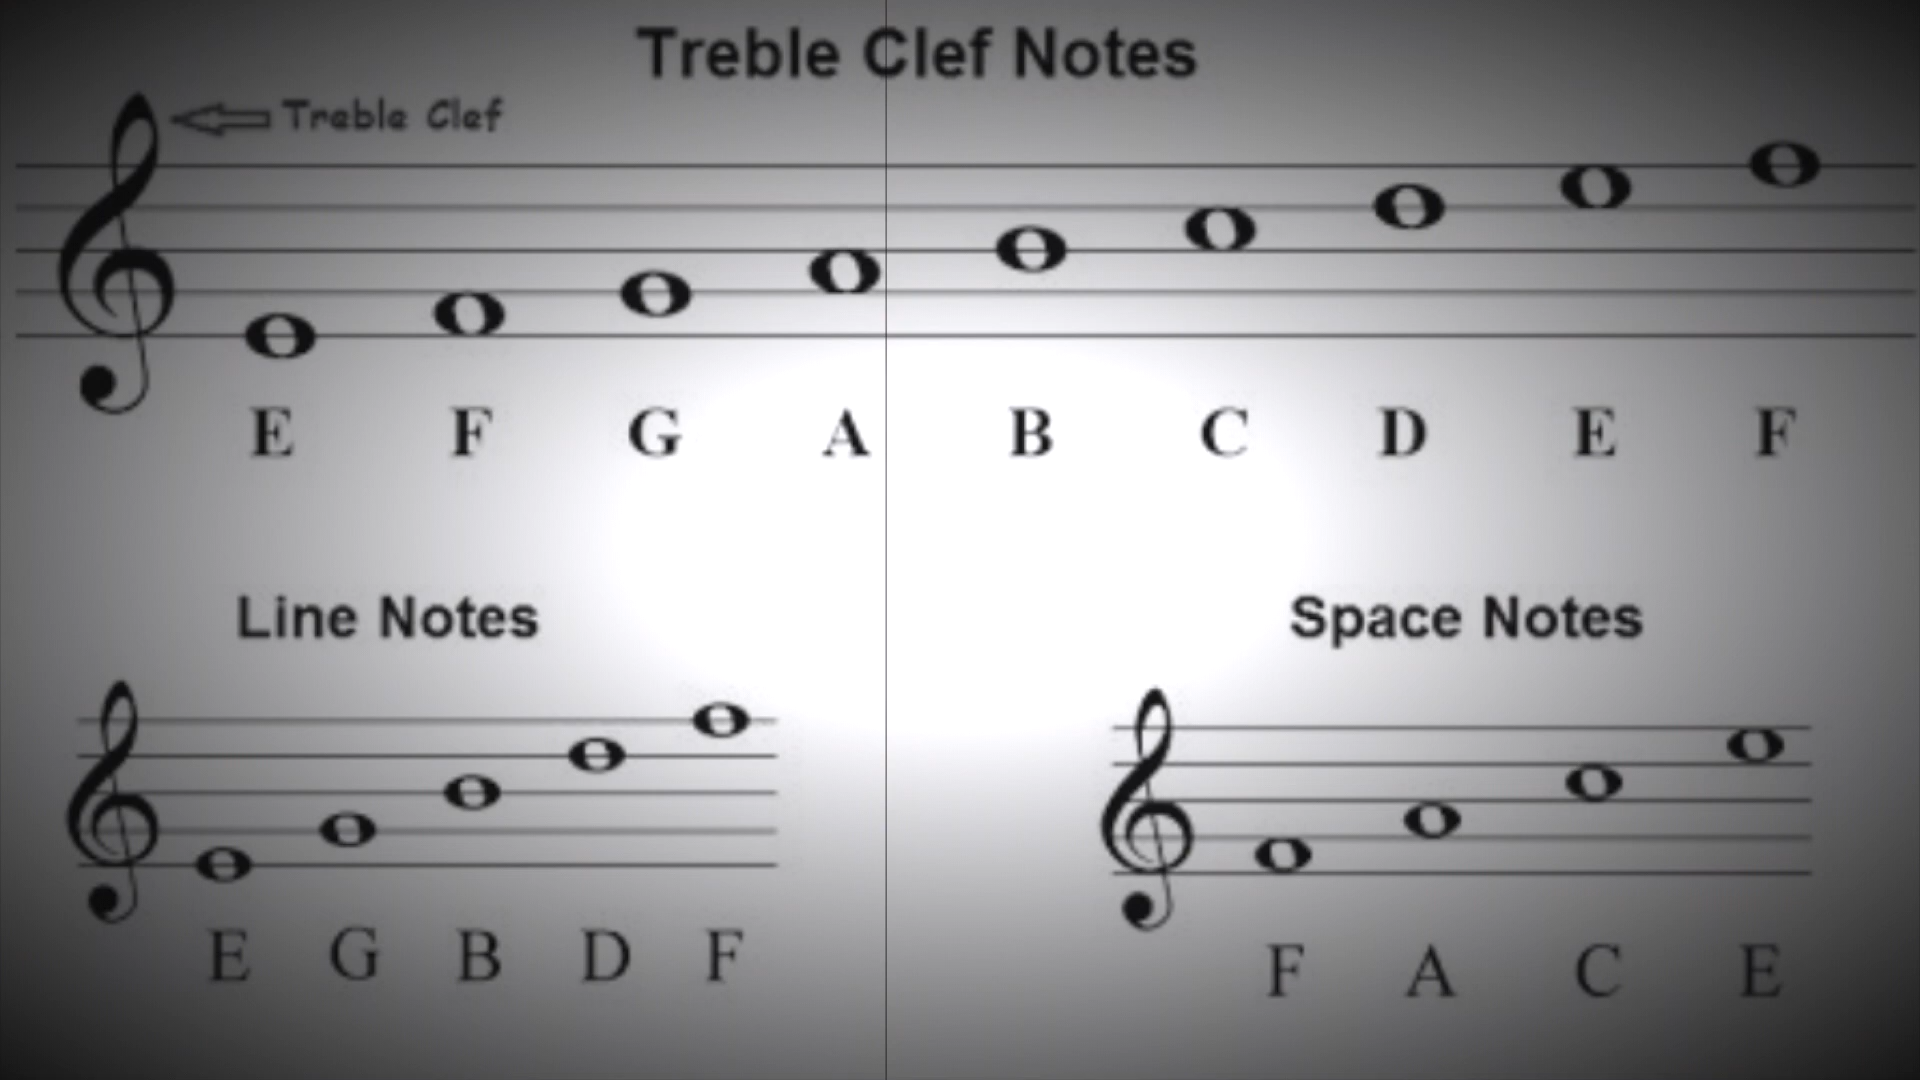 Treble Clef Notes
Treble Clef
E F G A B C D E F
Line Notes
Space Notes
E G B D F
F A C E